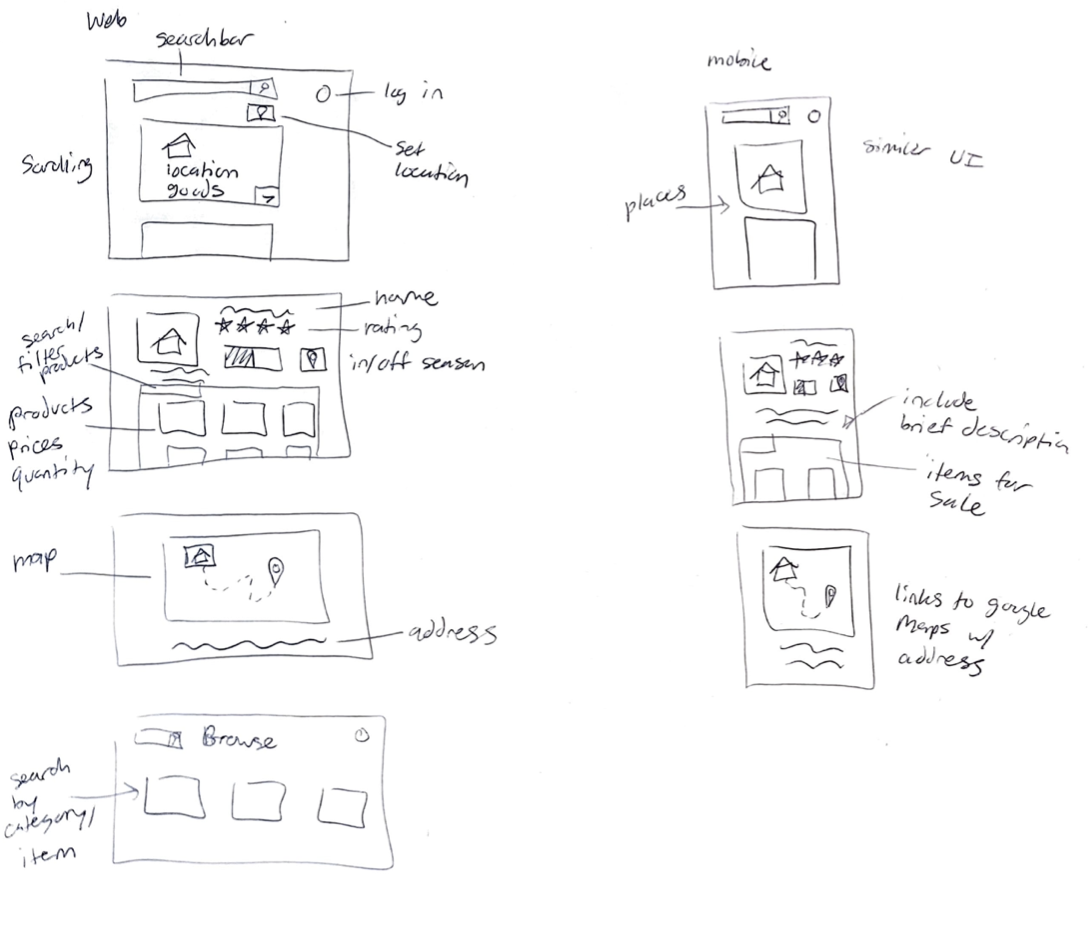 Web
searchbar
log in
set
location
Scrolling
location
goods
name
rating
in/off season
search/
filter
products
products
prices
quantity
map
address
Browse
search
by
category/
item
mobile
similar UI
places
include
brief description
items for
sale
links to google
Maps w/
address